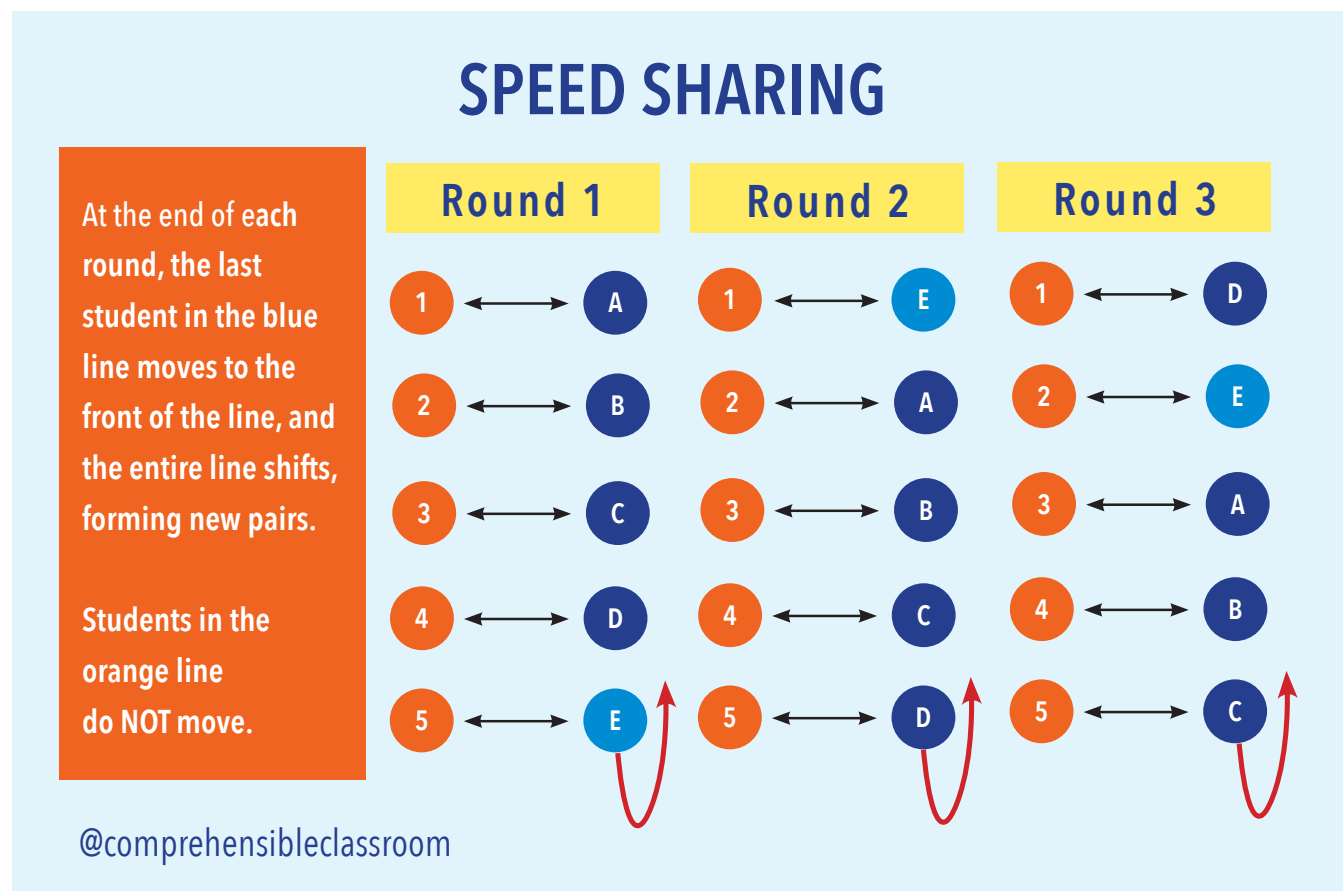 SPEED SHARING
At the end of each
round, the last
student in the blue
line moves to the
front of the line, and
the entire line shifts,
forming new pairs.
Students in the
orange line
do NOT move.
Round 1
1 A
2 B
3 C
4 D
5 E
Round 2
1 E
2 A
3 B
4 C
5 D
Round 3
1 D
2 E
3 A
4 B
5 C
@comprehensibleclassroom